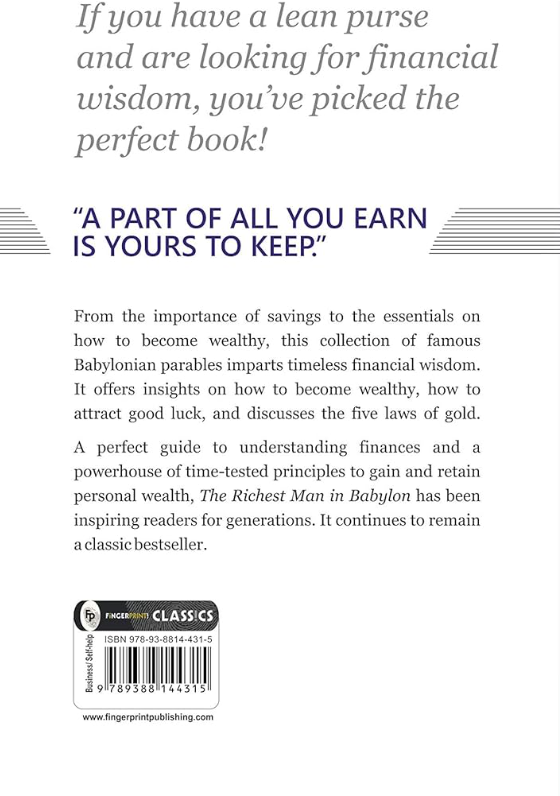 If you have a lean purse
and are looking for financial
wisdom, you’ve picked the
perfect book!
“A PART OF ALL YOU EARN
IS YOURS TO KEEP.”
From the importance of savings to the essentials on
how to become wealthy, this collection of famous
Babylonian parables imparts timeless financial wisdom.
It offers insights on how to become wealthy, how to
attract good luck, and discusses the five laws of gold.
A perfect guide to understanding finances and a
powerhouse of time-tested principles to gain and retain
personal wealth, The Richest Man in Babylon has been
inspiring readers for generations. It continues to remain
a classic bestseller.
Fp FiNGERPRINT! CLASSICS
ISBN 978-93-8814-431-5
Business/Self-help
9 789388 144315
www.fingerprintpublishing.com